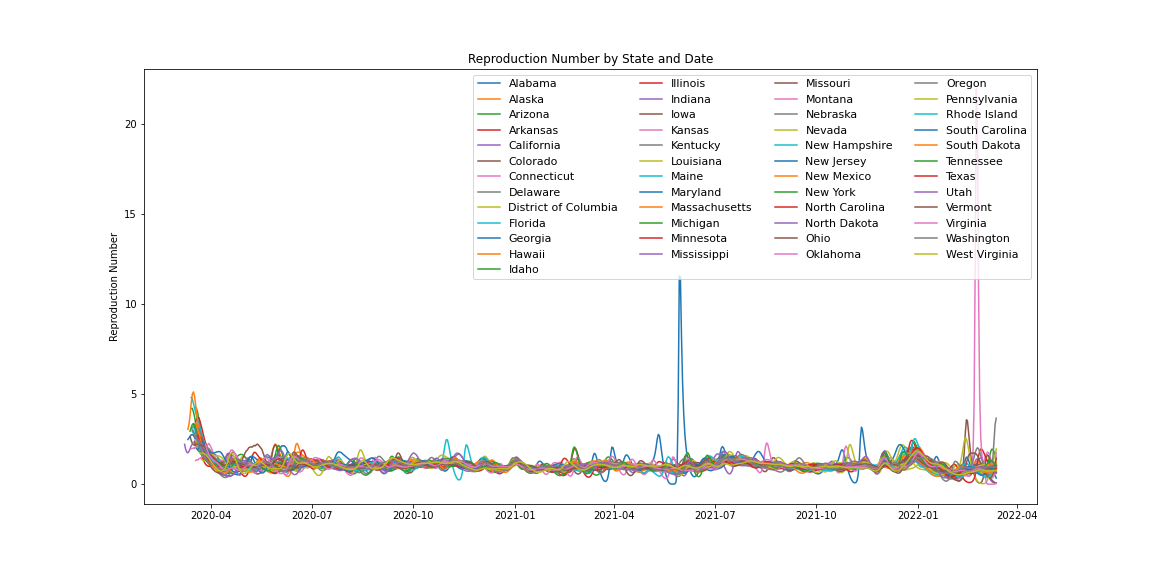 Reproduction Number by State and Date
Reproduction Number
20
15
10
5
0
Alabama
Alaska
Arizona
Arkansas
California
Colorado
Connecticut
Delaware
District of Columbia
Florida
Georgia
Hawaii
Idaho
Illinois
Indiana
Iowa
Kansas
Kentucky
Louisiana
Maine
Maryland
Massachusetts
Michigan
Minnesota
Mississippi
Missouri
Montana
Nebraska
Nevada
New Hampshire
New Jersey
New Mexico
New York
North Carolina
North Dakota
Ohio
Oklahoma
Oregon
Pennsylvania
Rhode Island
South Carolina
South Dakota
Tennessee
Texas
Utah
Vermont
Virginia
Washington
West Virginia
2020-04
2020-07
2020-10
2021-01
2021-04
2021-07
2021-10
2022-01
2022-04